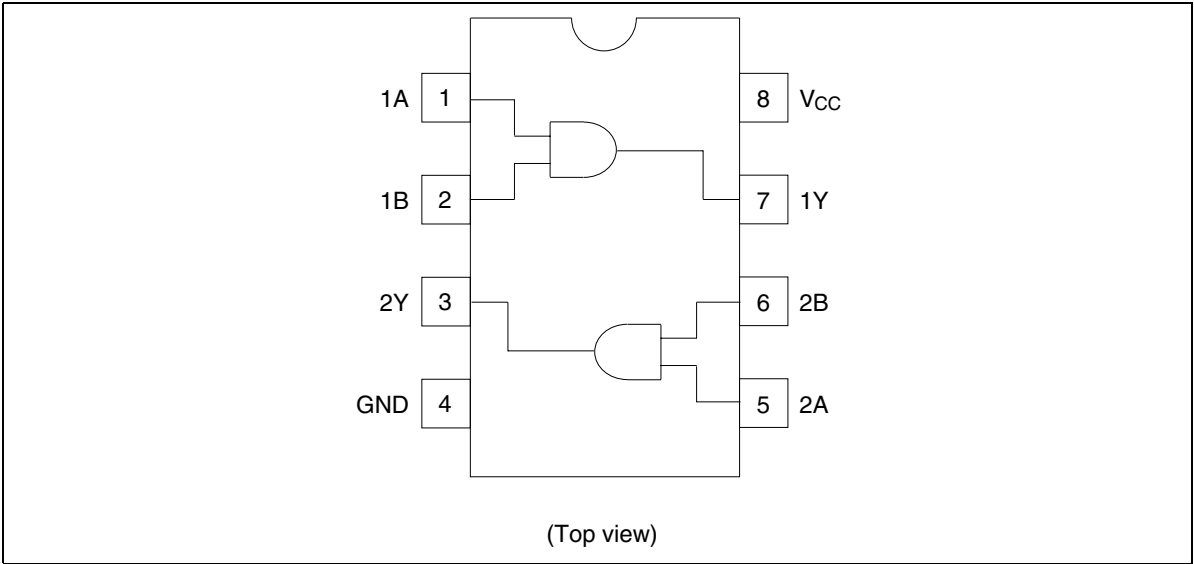 1A 1 8 VCC
1B 2 7 1Y
2Y 3 6 2B
GND 4 5 2A
(Top view)